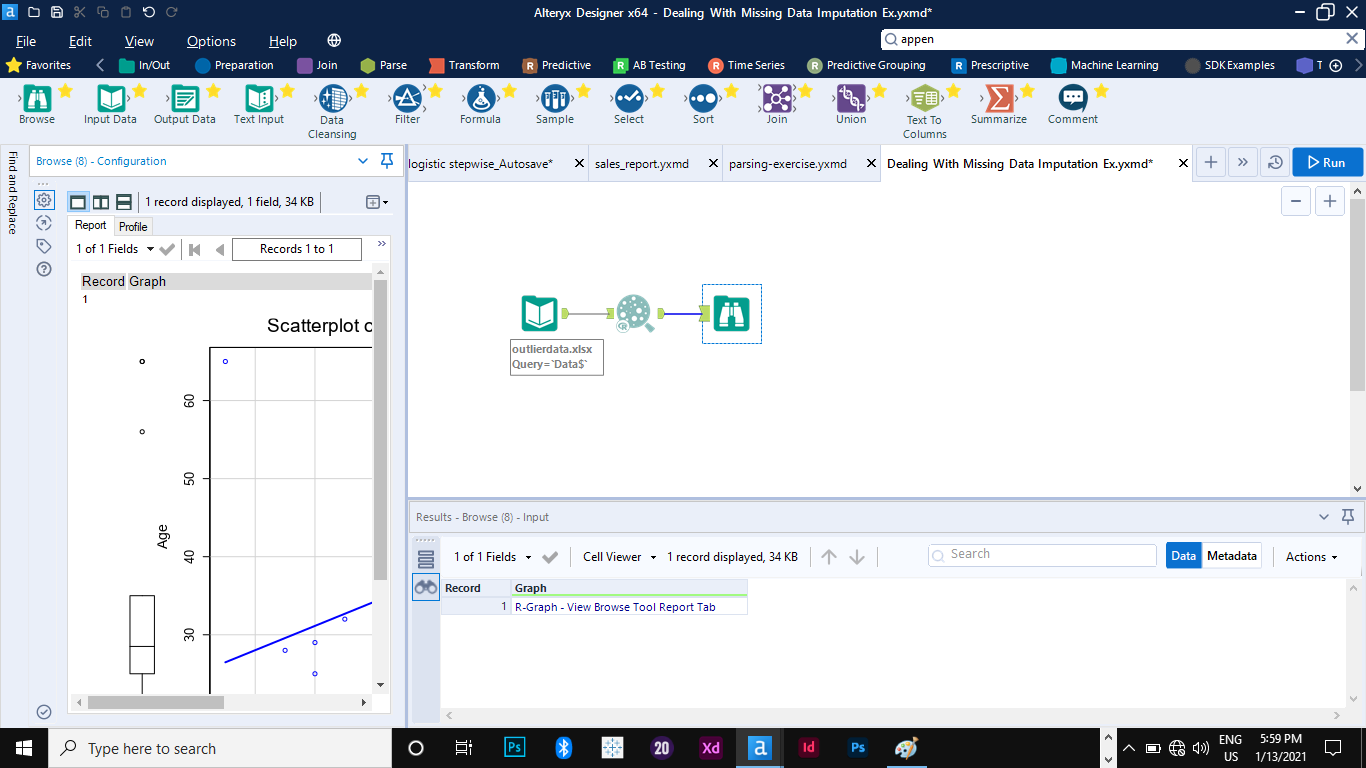 Alteryx Designer x64 - Dealing With Missing Data Imputation Ex.yxmd*
File Edit View Options Help
appen
Favorites In/Out Preparation Join Parse Transform Predictive AB Testing Time Series Predictive Grouping Prescriptive Machine Learning SDK Examples T
Browse Input Data Output Data Text Input Data Cleansing Filter Formula Sample Select Sort Join Union Text To Columns Summarize Comment
Find and Replace
Browse (8) - Configuration
logistic stepwise_Autosave* sales_report.yxmd parsing-exercise.yxmd Dealing With Missing Data Imputation Ex.yxmd* Run
1 record displayed, 1 field, 34 KB
Report Profile
1 of 1 Fields Records 1 to 1
Record Graph
1
Scatterplot o
60
50
40
30
Age
outlierdata.xlsx
Query=`Data$`
Results - Browse (8) - Input
1 of 1 Fields Cell Viewer 1 record displayed, 34 KB Search Data Metadata Actions
Record Graph
1 R-Graph - View Browse Tool Report Tab
Type here to search
Ps 20 Xd a Id Ps
ENG
US
5:59 PM
1/13/2021